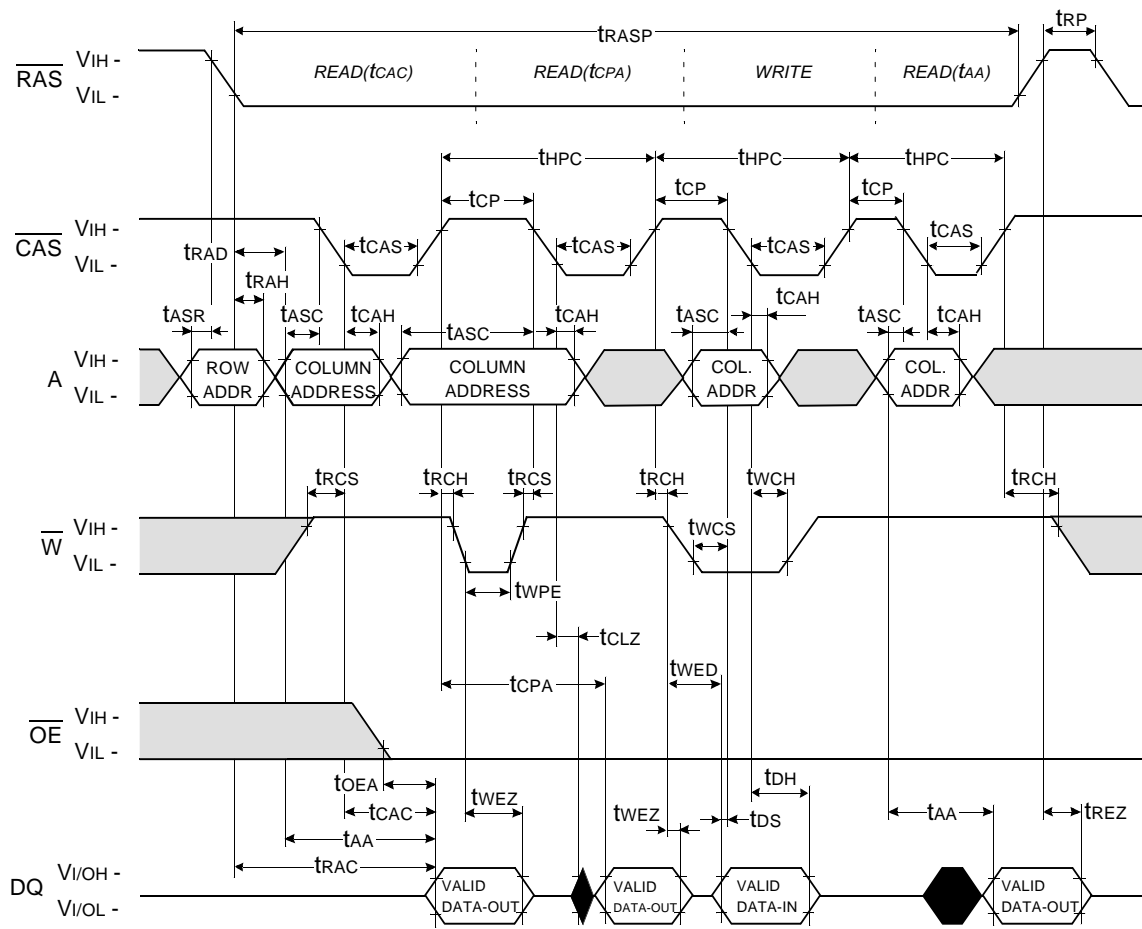 tRASP
tRP
RAS
VIH -
VIL -
READ(tCAC)
READ(tCPA)
WRITE
READ(tAA)
tHPC
tHPC
tHPC
tCP
tCP
tCP
CAS
VIH -
VIL -
tCAS
tCAS
tCAS
tCAS
tRAD
tRAH
tASR
tASC
tCAH
tASC
tCAH
tASC
tCAH
tASC
tCAH
A
VIH -
VIL -
ROW
ADDR
COLUMN
ADDRESS
COLUMN
ADDRESS
COL.
ADDR
COL.
ADDR
tRCS
tRCH
tRCS
tRCH
tWCH
tRCH
W
VIH -
VIL -
tWCS
tWPE
tCLZ
tCPA
tWED
OE
VIH -
VIL -
tOEA
tCAC
tAA
tRAC
tWEZ
tWEZ
tDH
tDS
tAA
tREZ
DQ
VI/OH -
VI/OL -
VALID
DATA-OUT
VALID
DATA-OUT
VALID
DATA-IN
VALID
DATA-OUT